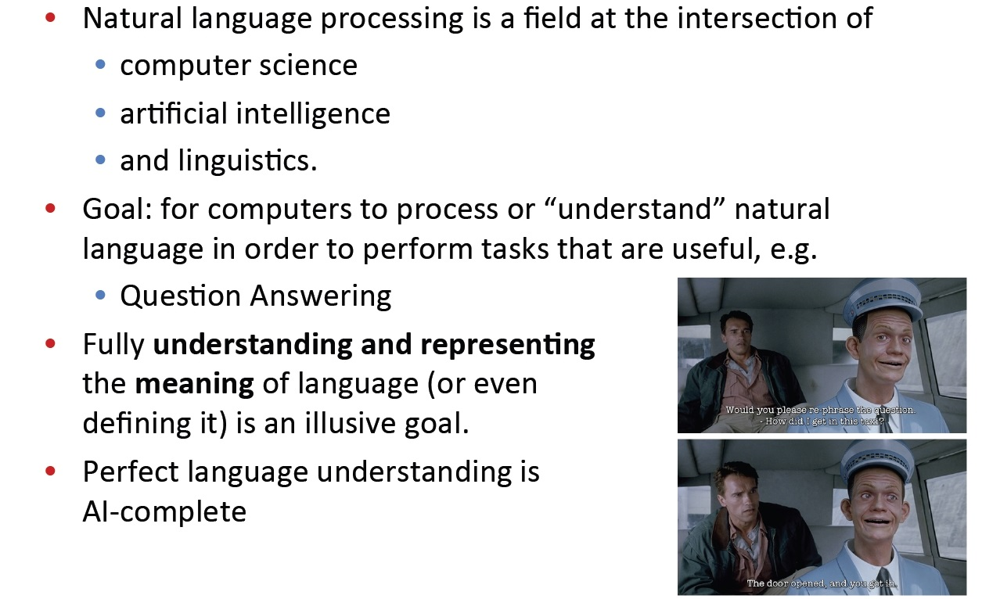 • Natural language processing is a field at the intersection of
• computer science
• artificial intelligence
• and linguistics.
• Goal: for computers to process or “understand” natural
language in order to perform tasks that are useful, e.g.
• Question Answering
• Fully understanding and representing
the meaning of language (or even
defining it) is an illusive goal.
• Perfect language understanding is
AI-complete
Would you please re-phrase the question.
- How did I get in this taxi?
The door opened, and you got in.